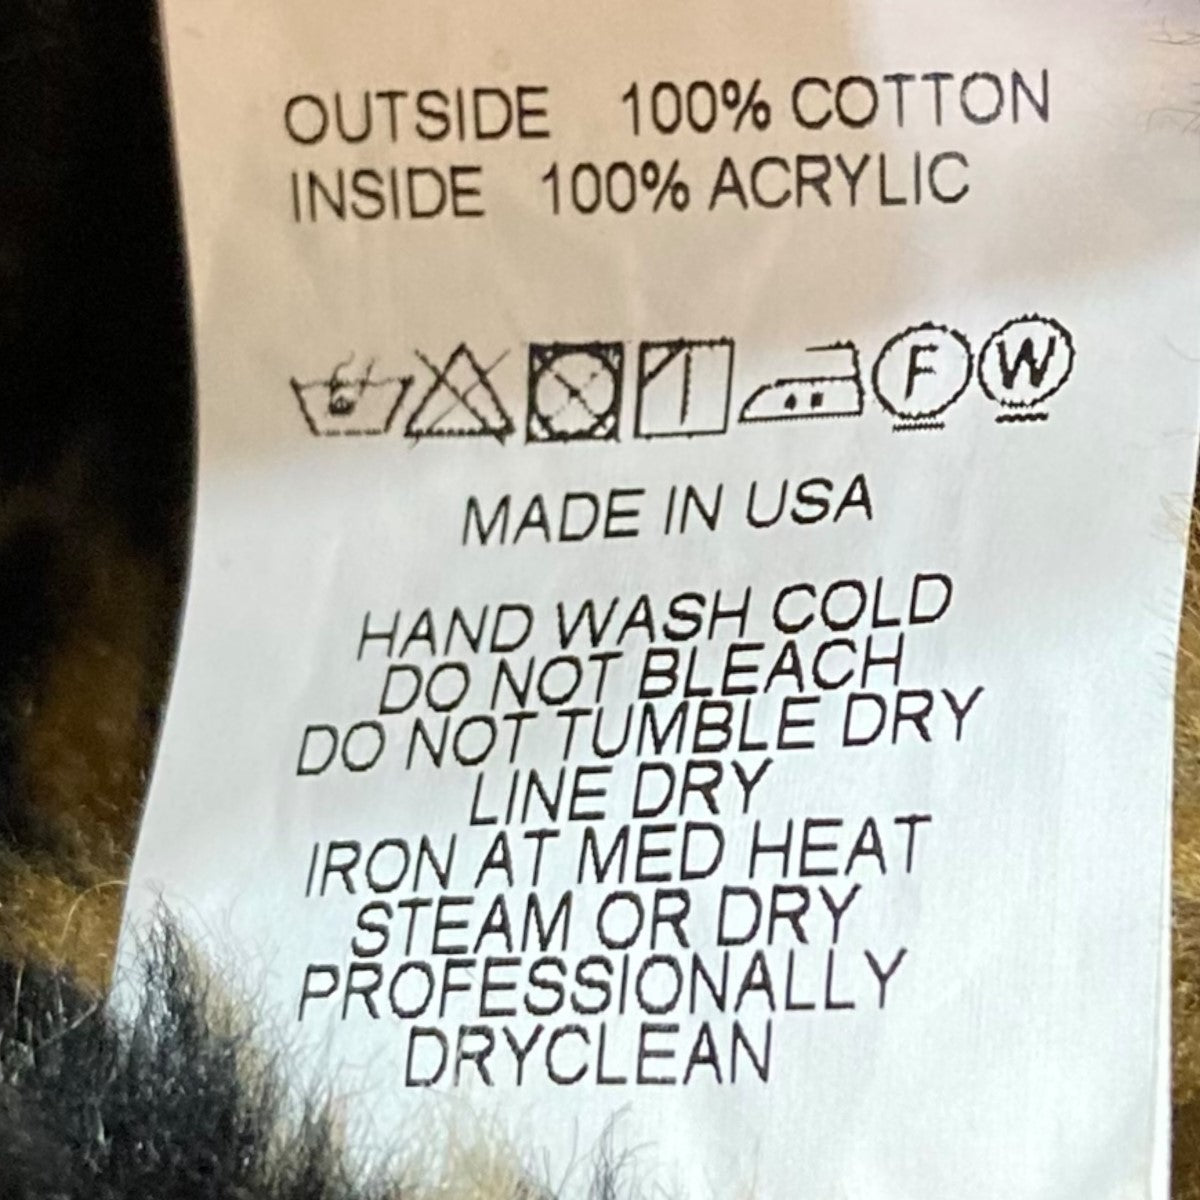 OUTSIDE 100% COTTON
INSIDE 100% ACRYLIC
F W
MADE IN USA
HAND WASH COLD
DO NOT BLEACH
DO NOT TUMBLE DRY
LINE DRY
IRON AT MED HEAT
STEAM OR DRY
PROFESSIONALLY
DRYCLEAN